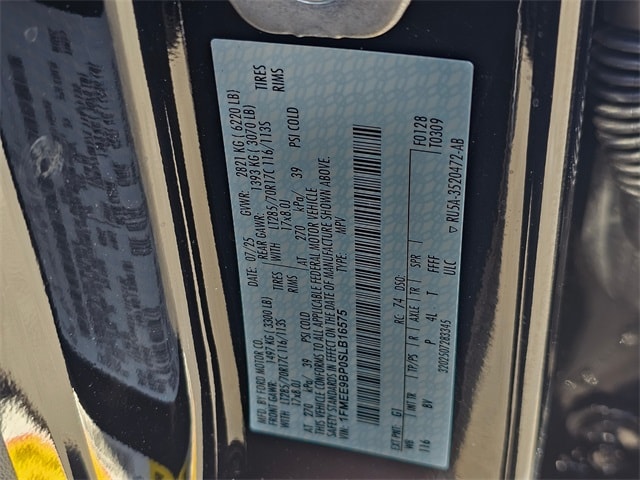 MFD. BY FORD MOTOR CO.
DATE: 07/25 GVWR: 2821 KG ( 6220 LB)
FRONT GAWR: 1497 KG (3300 LB) REAR GAWR: 1393 KG ( 3070 LB)
WITH LT285/70R17C 116/113S TIRES WITH LT285/70R17C 116/113S TIRES
17x8.0J RIMS 17x8.0J RIMS
AT 270 kPa/ 39 PSI COLD AT 270 kPa/ 39 PSI COLD
THIS VEHICLE CONFORMS TO ALL APPLICABLE FEDERAL MOTOR VEHICLE
SAFETY STANDARDS IN EFFECT ON THE DATE OF MANUFACTURE SHOWN ABOVE.
VIN: 1FMEE9BP0SLB16575 TYPE: MPV
F0128
T0309
EXT PNT: G1 RC: 74 DSO:
WB INT TR TP/PS R AXLE TR SPR
116 BV P 4L T FFFF
3202507283345 ULC
RU5A-3520472-AB